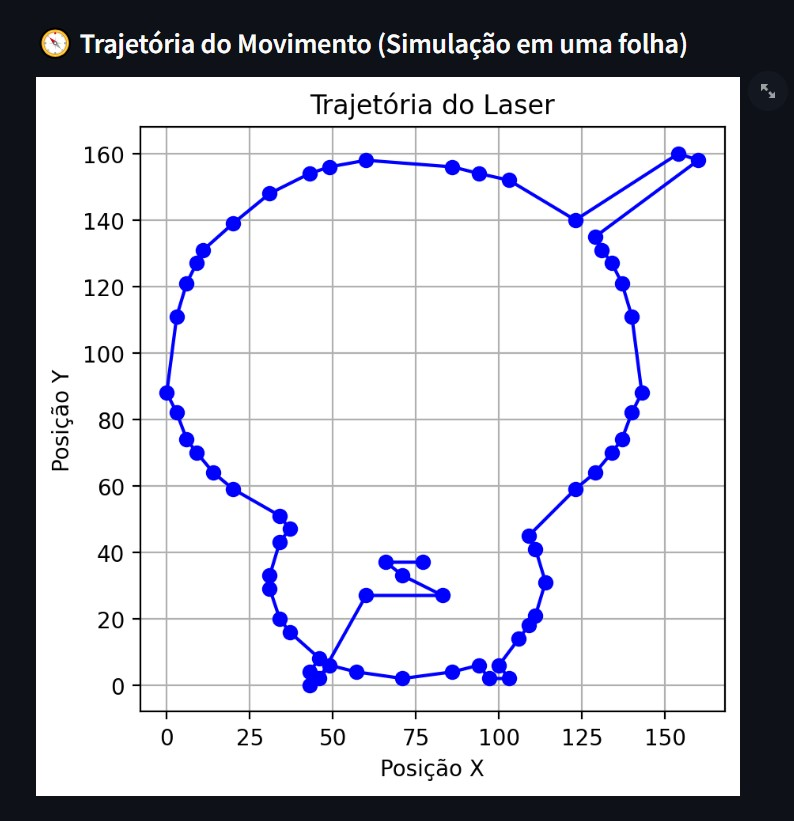 Trajetória do Movimento (Simulação em uma folha)
Trajetória do Laser
160
140
120
100
80
60
40
20
0
Posição Y
0 25 50 75 100 125 150
Posição X